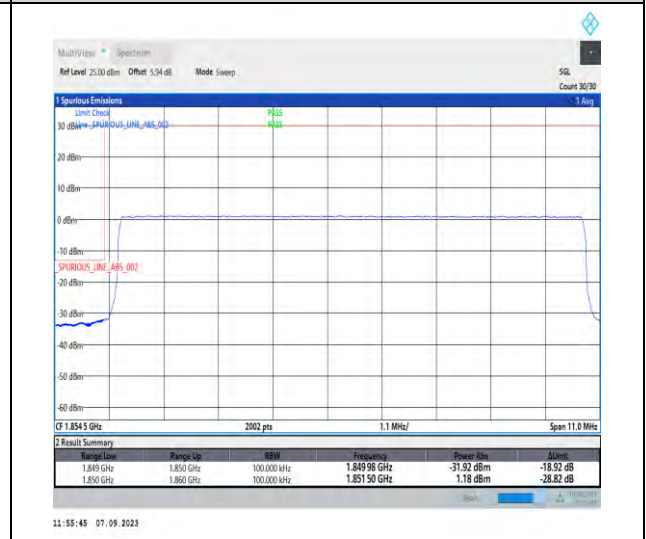 MultiView Spectrum
Ref Level 25.00 dBm Offset 5.94 dB Mode Sweep SGL
Count 30/30
1 Spurious Emissions 1 Avg
Limit Check PASS
30 dBm Line _SPURIOUS_LINE_ABS_002 PASS
20 dBm
10 dBm
0 dBm
-10 dBm
_SPURIOUS_LINE_ABS_002
-20 dBm
-30 dBm
-40 dBm
-50 dBm
-60 dBm
CF 1.854 5 GHz 2002 pts 1.1 MHz/ Span 11.0 MHz
2 Result Summary
Range Low Range Up RBW Frequency Power Abs ΔLimit
1.849 GHz 1.850 GHz 100.000 kHz 1.849 98 GHz -31.92 dBm -18.92 dB
1.850 GHz 1.860 GHz 100.000 kHz 1.851 50 GHz 1.18 dBm -28.82 dB
Ready
11:55:45 07.09.2023